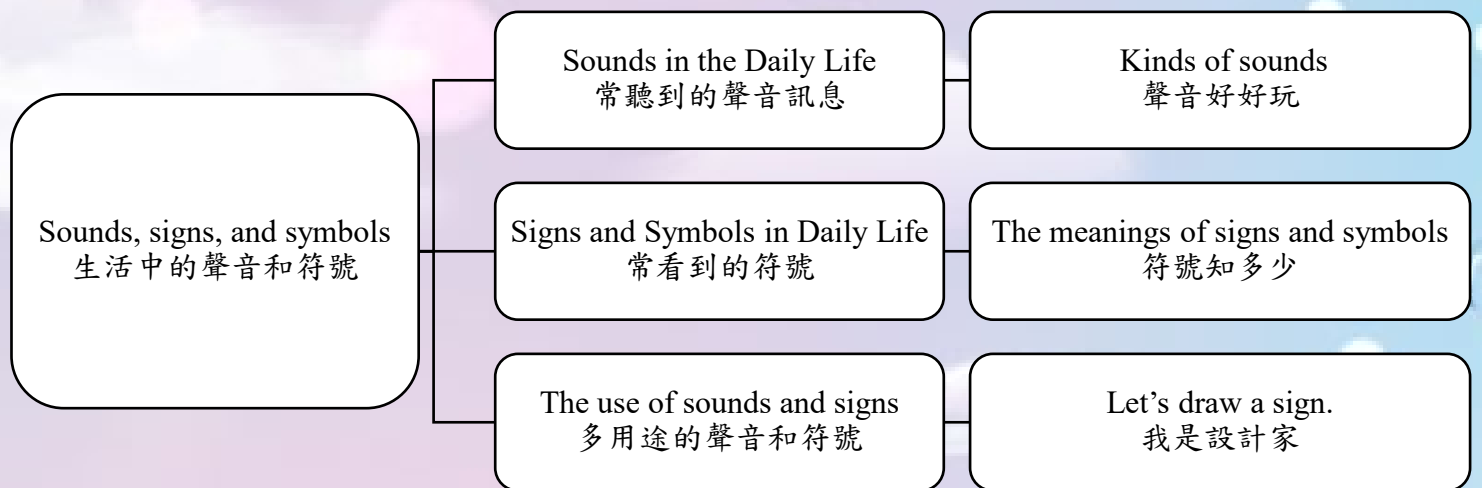 Sounds, signs, and symbols
生活中的聲音和符號
Sounds in the Daily Life
常聽到的聲音訊息
Kinds of sounds
聲音好好玩
Signs and Symbols in Daily Life
常看到的符號
The meanings of signs and symbols
符號知多少
The use of sounds and signs
多用途的聲音和符號
Let’s draw a sign.
我是設計家